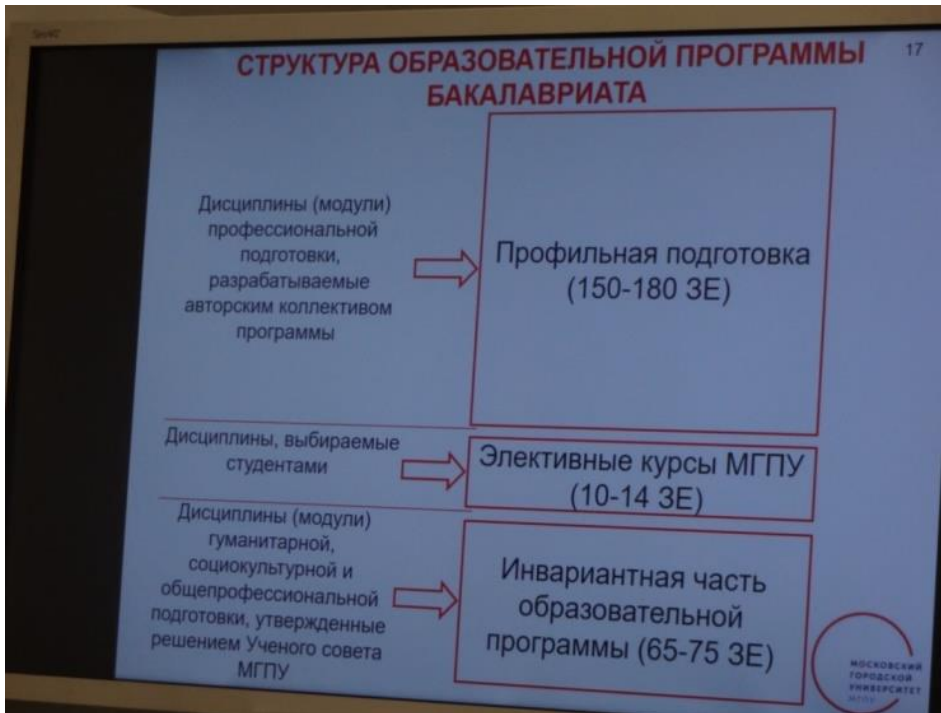 SyncMaster
17
СТРУКТУРА ОБРАЗОВАТЕЛЬНОЙ ПРОГРАММЫ
БАКАЛАВРИАТА
Дисциплины (модули)
профессиональной
подготовки,
разрабатываемые
авторским коллективом
программы
Профильная подготовка
(150-180 ЗЕ)
Дисциплины, выбираемые
студентами
Элективные курсы МГПУ
(10-14 ЗЕ)
Дисциплины (модули)
гуманитарной,
социокультурной и
общепрофессиональной
подготовки, утвержденные
решением Ученого совета
МГПУ
Инвариантная часть
образовательной
программы (65-75 ЗЕ)
МОСКОВСКИЙ
ГОРОДСКОЙ
УНИВЕРСИТЕТ
МГПУ